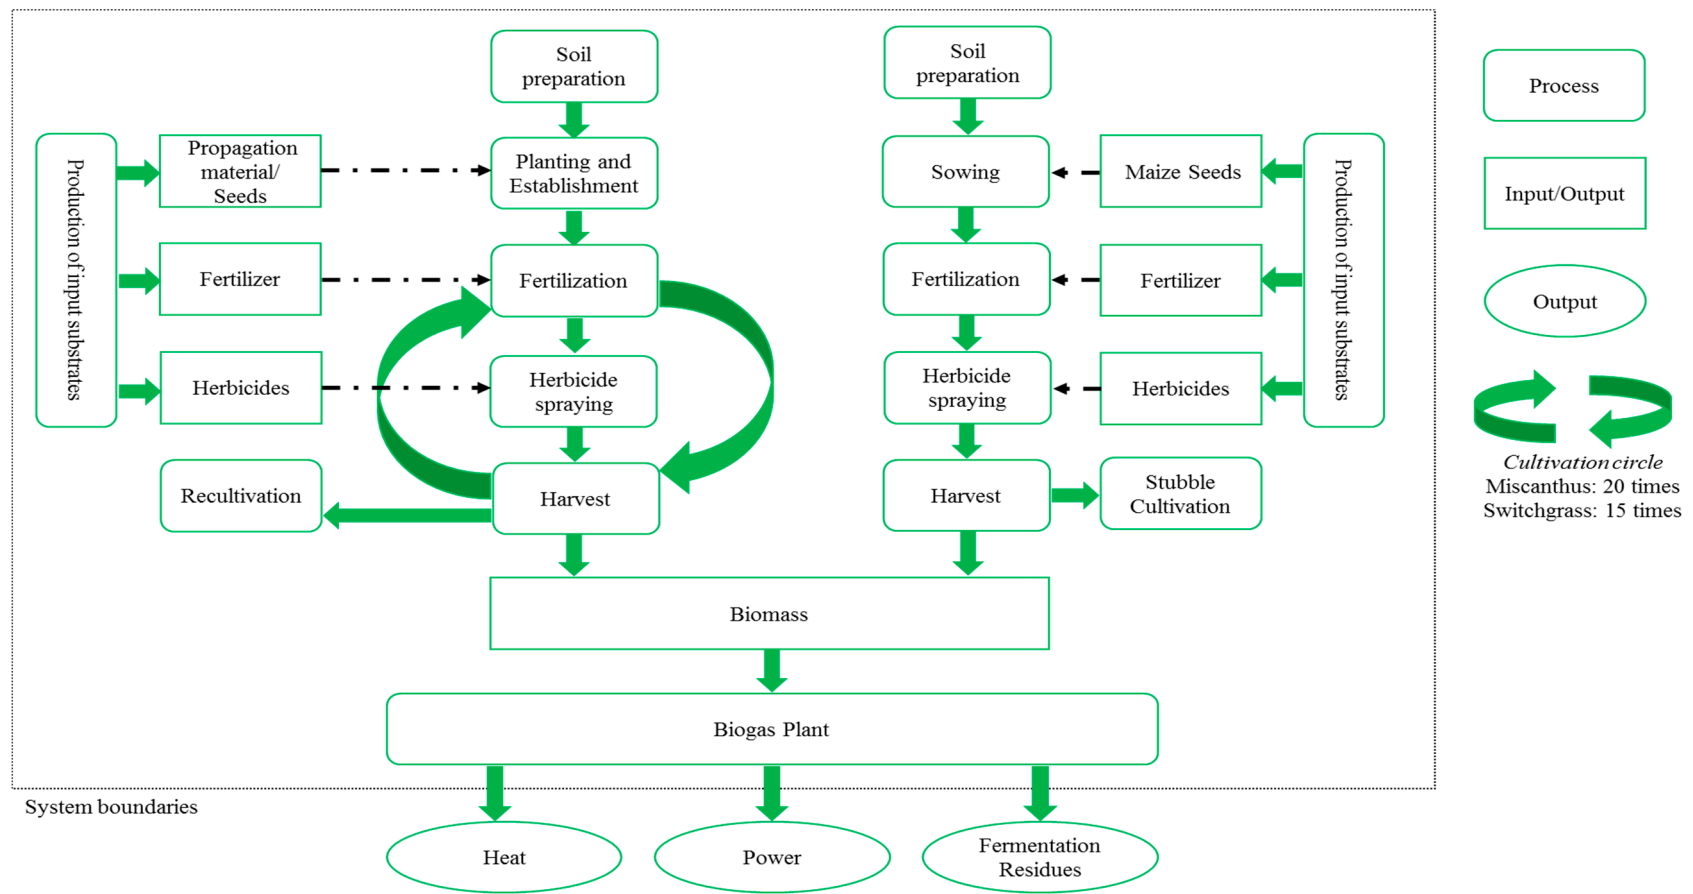 Soil
preparation
Soil
preparation
Process
Production of input substrates
Propagation
material/
Seeds
Planting and
Establishment
Sowing
Maize Seeds
Production of input substrates
Input/Output
Fertilizer
Fertilization
Fertilization
Fertilizer
Output
Herbicides
Herbicide
spraying
Herbicide
spraying
Herbicides
Cultivation circle
Miscanthus: 20 times
Switchgrass: 15 times
Recultivation
Harvest
Harvest
Stubble
Cultivation
Biomass
Biogas Plant
System boundaries
Heat
Power
Fermentation
Residues